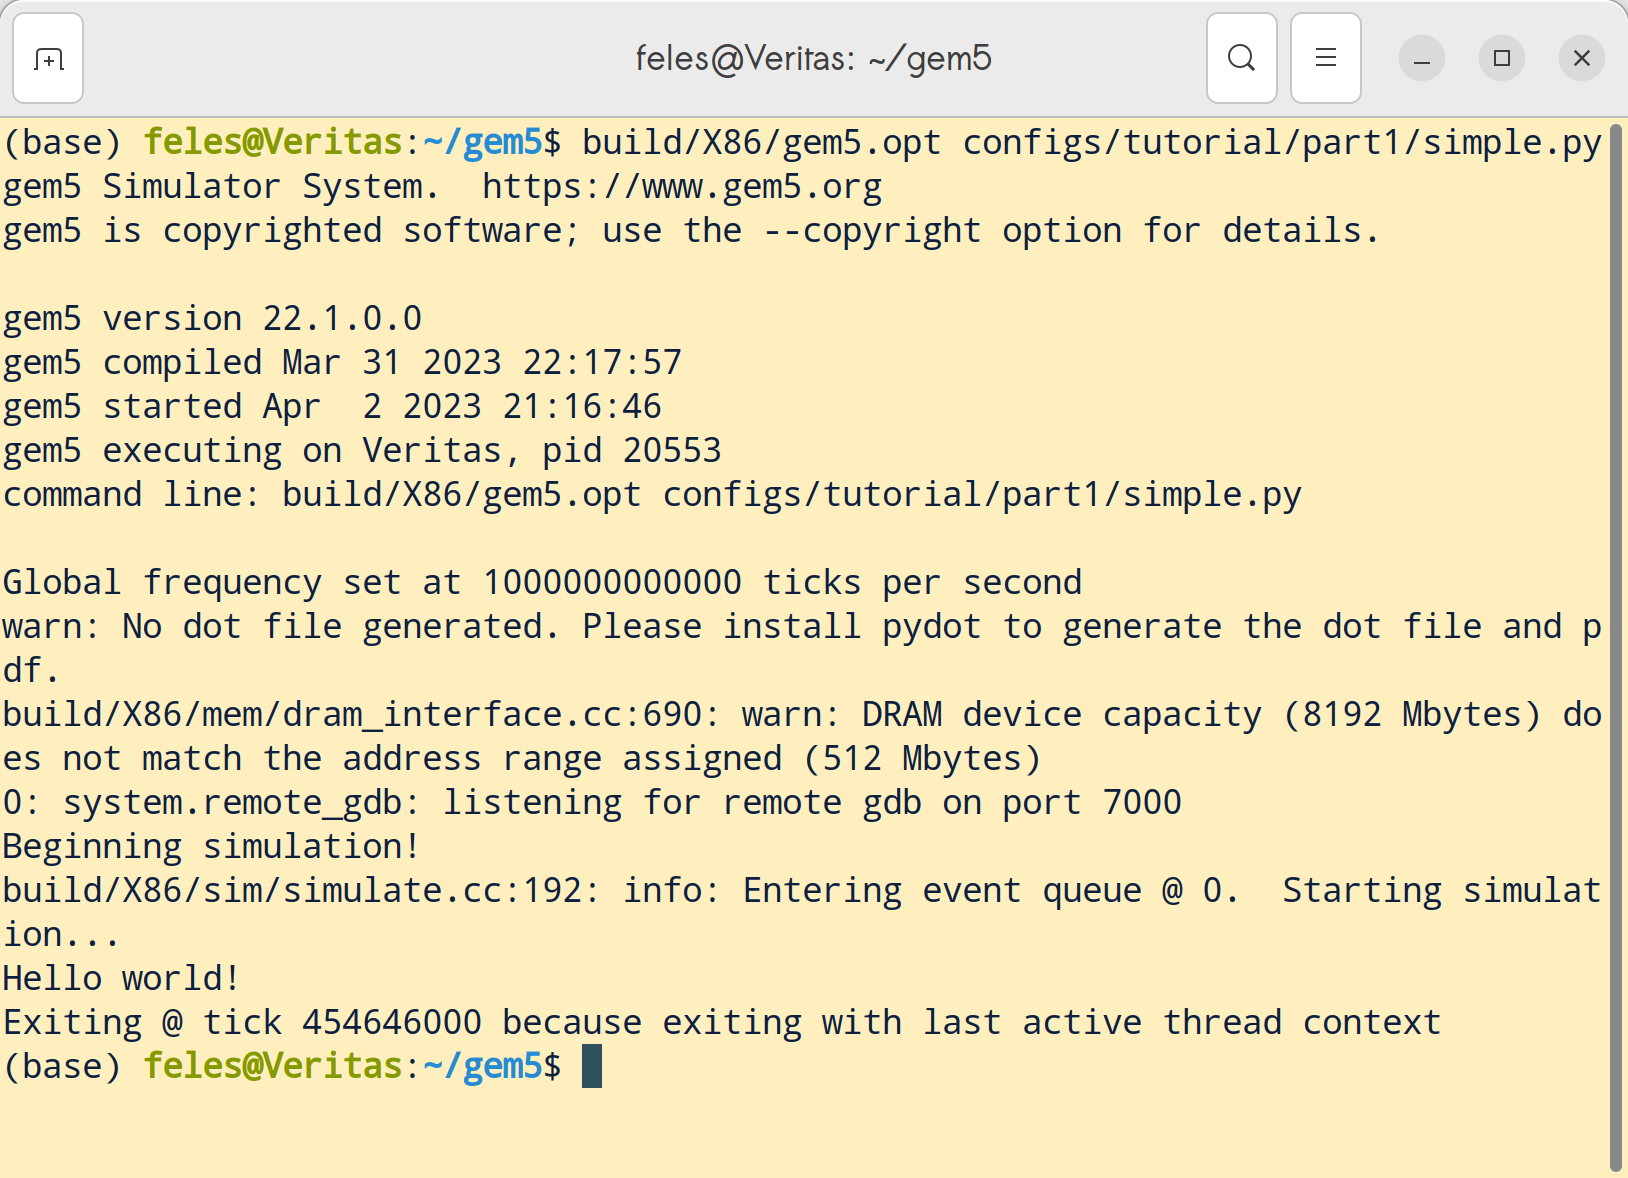 feles@Veritas: ~/gem5
(base) feles@Veritas:~/gem5$ build/X86/gem5.opt configs/tutorial/part1/simple.py
gem5 Simulator System.  https://www.gem5.org
gem5 is copyrighted software; use the --copyright option for details.

gem5 version 22.1.0.0
gem5 compiled Mar 31 2023 22:17:57
gem5 started Apr  2 2023 21:16:46
gem5 executing on Veritas, pid 20553
command line: build/X86/gem5.opt configs/tutorial/part1/simple.py

Global frequency set at 1000000000000 ticks per second
warn: No dot file generated. Please install pydot to generate the dot file and p
df.
build/X86/mem/dram_interface.cc:690: warn: DRAM device capacity (8192 Mbytes) do
es not match the address range assigned (512 Mbytes)
0: system.remote_gdb: listening for remote gdb on port 7000
Beginning simulation!
build/X86/sim/simulate.cc:192: info: Entering event queue @ 0.  Starting simulat
ion...
Hello world!
Exiting @ tick 454646000 because exiting with last active thread context
(base) feles@Veritas:~/gem5$